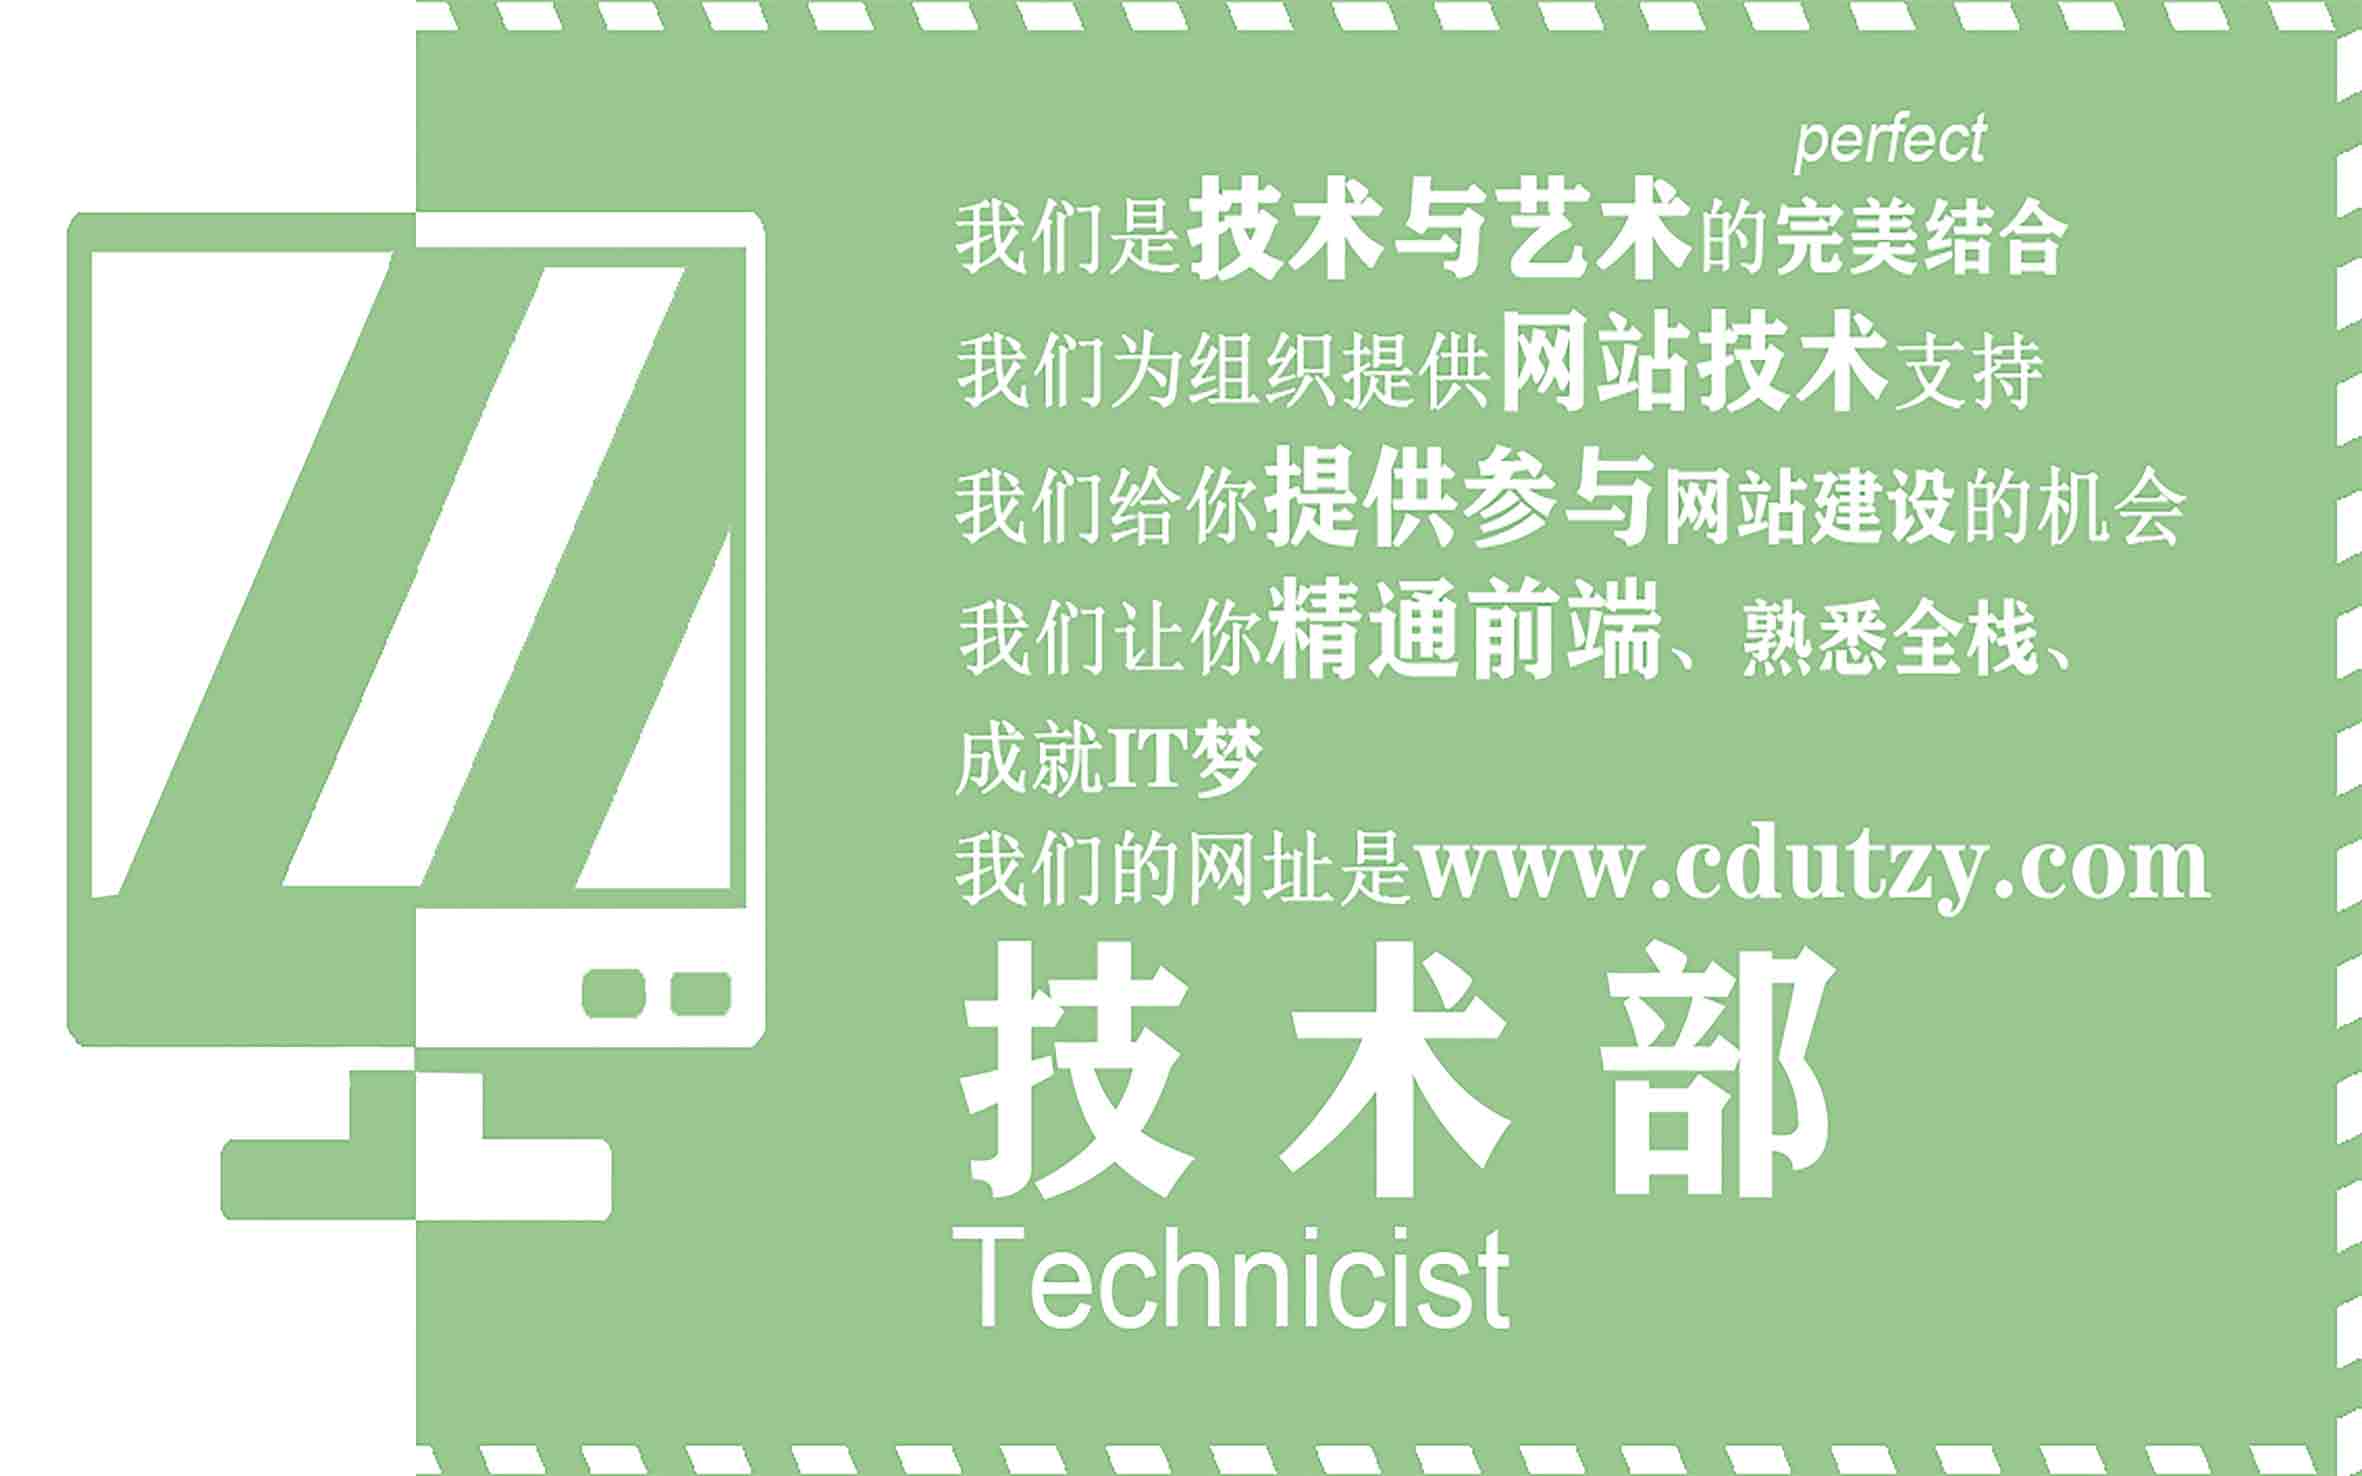 perfect
我们是技术与艺术的完美结合
我们为组织提供网站技术支持
我们给你提供参与网站建设的机会
我们让你精通前端、熟悉全栈、
成就IT梦
我们的网址是www.cdutzy.com
技术部
Technicist